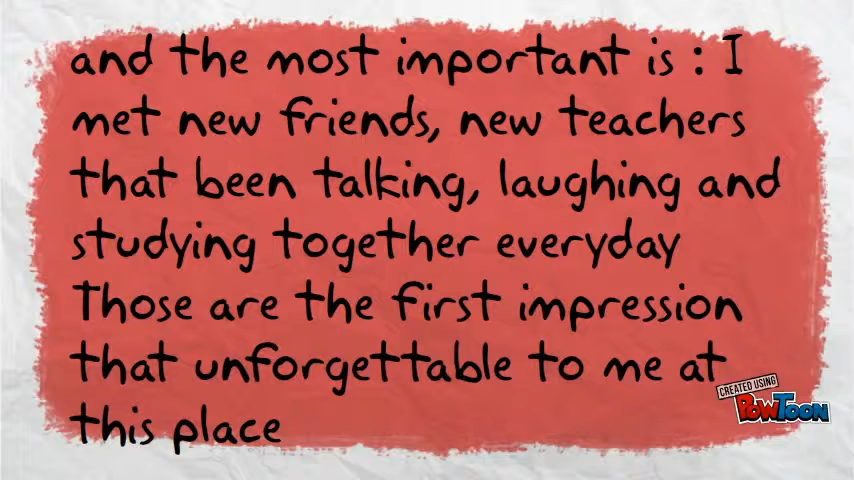 and the most important is : I
met new friends, new teachers
that been talking, laughing and
studying together everyday
Those are the first impression
that unforgettable to me at
this place
CREATED USING
POWTOON